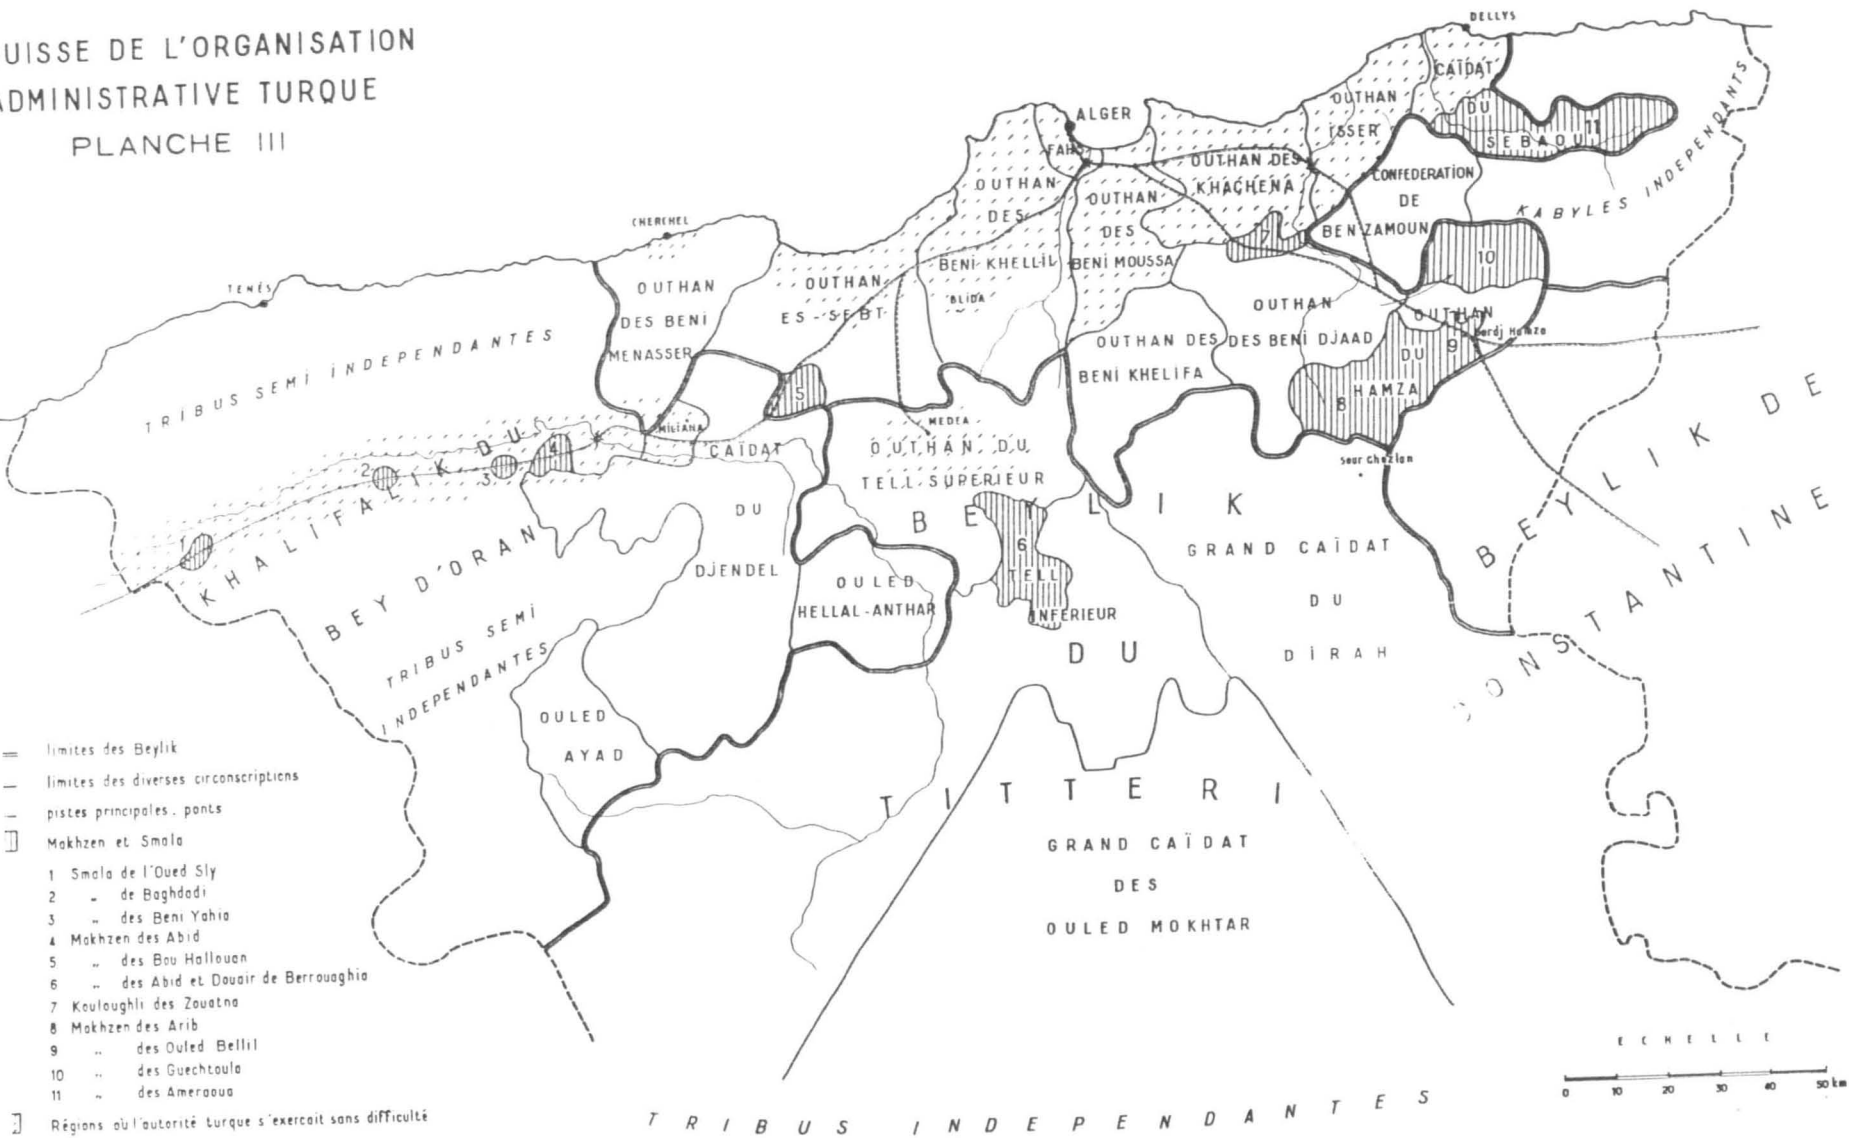 UISSE DE L'ORGANISATION
ADMINISTRATIVE TURQUE
PLANCHE III
DELLYS
CAÏDAT
DU
SEBAOU
11
OUTHAN
ISSER
ALGER
FAHS
OUTHAN DES
KHACHENA
CONFEDERATION
DE
BEN ZAMOUN
KABYLES INDEPENDANTS
OUTHAN
DES
BENI KHELLIL
BLIDA
OUTHAN
DES
BENI MOUSSA
7
10
CHERCHEL
TENÉS
OUTHAN
DES BENI
MENASSER
OUTHAN
ES-SEBT
OUTHAN
DES BENI DJAAD
OUTHAN DES
BENI KHELIFA
OUTHAN
DU
HAMZA
Bordj Hamza
9
8
5
TRIBUS SEMI INDEPENDANTES
MILIANA
MEDEA
OUTHAN DU
TELL SUPERIEUR
CAÏDAT
DU
DJENDEL
Sour Ghozlan
BEYLIK DE
CONSTANTINE
1
2
3
4
KHALIFALIK DU
BEY D'ORAN
TRIBUS SEMI
INDEPENDANTES
OULED
HELLAL-ANTHAR
6
TELL
INFERIEUR
BEYLIK
DU
TITTERI
GRAND CAÏDAT
DU
DIRAH
OULED
AYAD
GRAND CAÏDAT
DES
OULED MOKHTAR
TRIBUS INDEPENDANTES
limites des Beylik
limites des diverses circonscriptions
pistes principales. ponts
Makhzen et Smala
1 Smala de l'Oued Sly
2 " de Baghdadi
3 " des Beni Yahia
4 Makhzen des Abid
5 " des Bou Hallouan
6 " des Abid et Douair de Berrouaghia
7 Kouloughli des Zouatna
8 Makhzen des Arib
9 " des Ouled Bellil
10 " des Guechtoula
11 " des Ameraoua
Régions où l'autorité turque s'exercait sans difficulté
ECHELLE
0 10 20 30 40 50 km